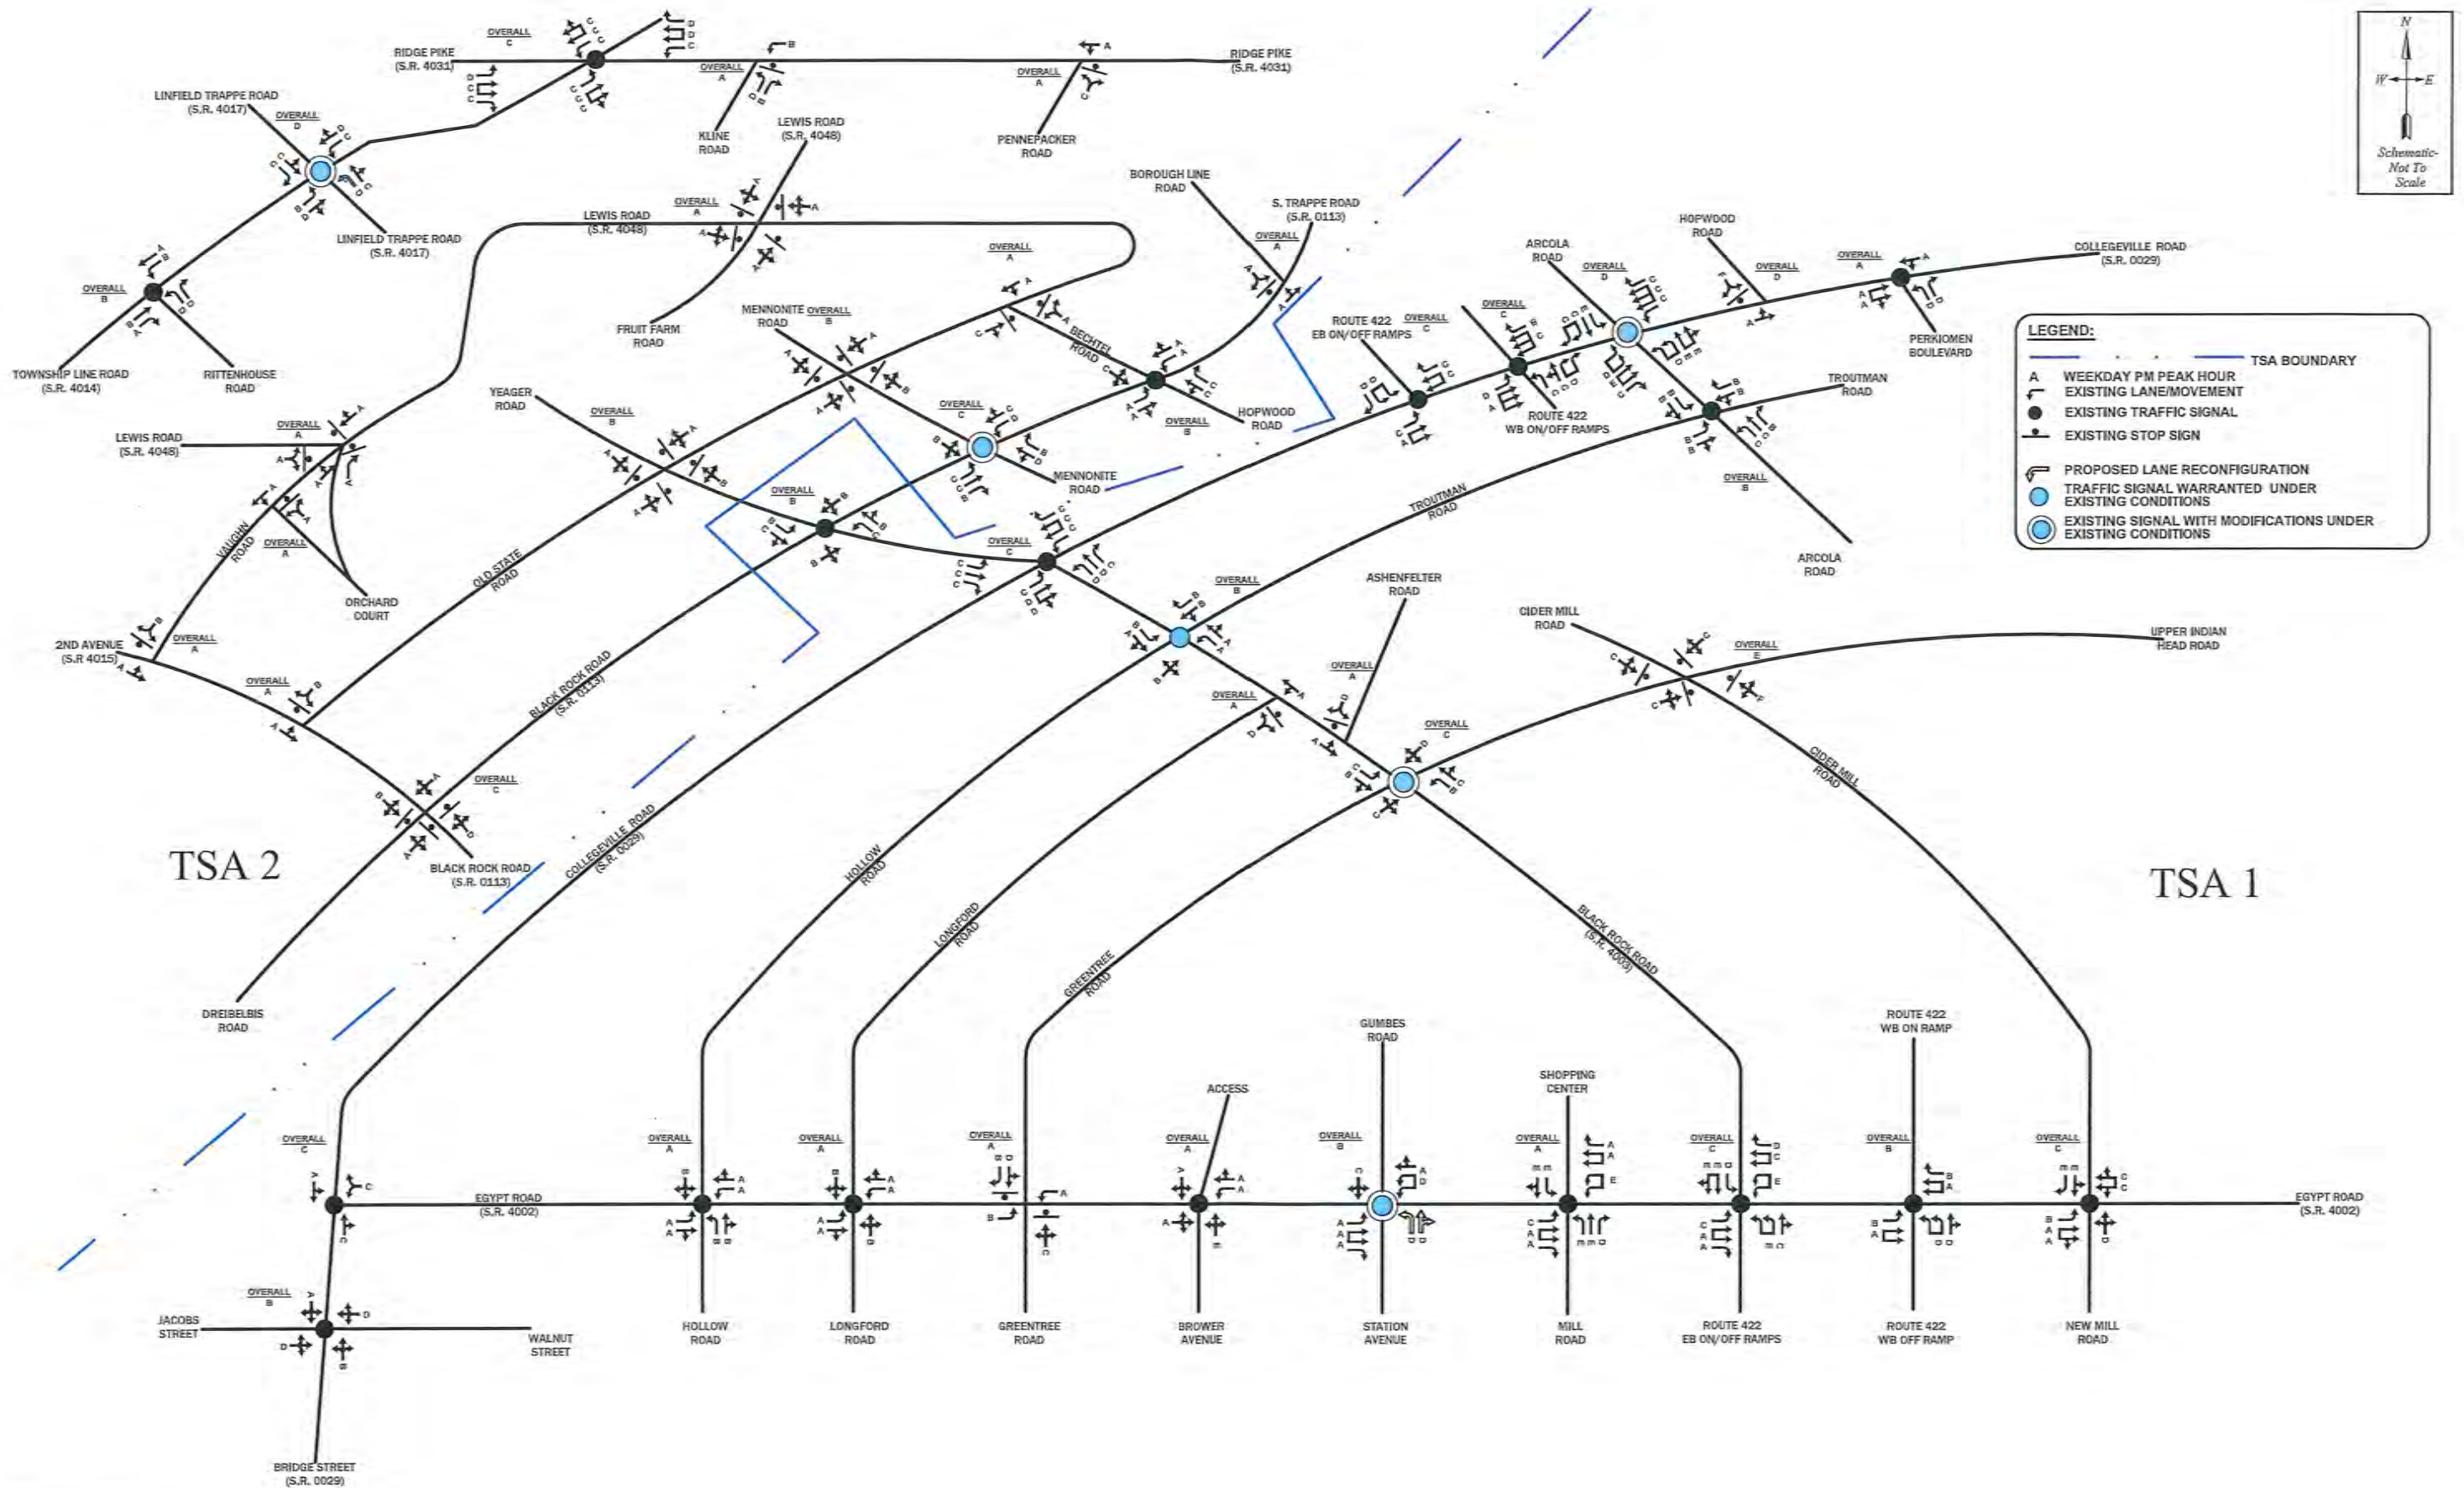 N
W E
Schematic-
Not To
Scale
OVERALL
C
RIDGE PIKE
(S.R. 4031)
OVERALL
A
OVERALL
A
RIDGE PIKE
(S.R. 4031)
LINFIELD TRAPPE ROAD
(S.R. 4017)
OVERALL
D
KLINE
ROAD
LEWIS ROAD
(S.R. 4048)
PENNEPACKER
ROAD
LINFIELD TRAPPE ROAD
(S.R. 4017)
LEWIS ROAD
(S.R. 4048)
OVERALL
A
BOROUGH LINE
ROAD
S. TRAPPE ROAD
(S.R. 0113)
OVERALL
A
OVERALL
A
HOPWOOD
ROAD
ARCOLA
ROAD
OVERALL
D
OVERALL
D
OVERALL
A
COLLEGEVILLE ROAD
(S.R. 0029)
OVERALL
B
TOWNSHIP LINE ROAD
(S.R. 4014)
RITTENHOUSE
ROAD
FRUIT FARM
ROAD
MENNONITE
ROAD
OVERALL
B
BECHTEL
ROAD
ROUTE 422
EB ON/OFF RAMPS
OVERALL
C
OVERALL
C
PERKIOMEN
BOULEVARD
LEGEND:
TSA BOUNDARY
A WEEKDAY PM PEAK HOUR
EXISTING LANE/MOVEMENT
EXISTING TRAFFIC SIGNAL
EXISTING STOP SIGN
PROPOSED LANE RECONFIGURATION
TRAFFIC SIGNAL WARRANTED UNDER
EXISTING CONDITIONS
EXISTING SIGNAL WITH MODIFICATIONS UNDER
EXISTING CONDITIONS
YEAGER
ROAD
OVERALL
B
OVERALL
C
HOPWOOD
ROAD
OVERALL
B
ROUTE 422
WB ON/OFF RAMPS
TROUTMAN
ROAD
LEWIS ROAD
(S.R. 4048)
OVERALL
A
MENNONITE
ROAD
OVERALL
B
TROUTMAN
ROAD
OVERALL
B
VAUGHN
ROAD
OVERALL
A
OLD STATE
ROAD
OVERALL
C
ARCOLA
ROAD
ORCHARD
COURT
OVERALL
B
ASHENFELTER
ROAD
CIDER MILL
ROAD
UPPER INDIAN
HEAD ROAD
2ND AVENUE
(S.R 4015)
OVERALL
A
OVERALL
A
BLACK ROCK ROAD
(S.R. 0113)
OVERALL
A
OVERALL
A
OVERALL
E
OVERALL
C
OVERALL
C
CIDER MILL
ROAD
COLLEGEVILLE ROAD
(S.R. 0029)
TSA 2
BLACK ROCK ROAD
(S.R. 0113)
HOLLOW
ROAD
LONGFORD
ROAD
GREENTREE
ROAD
BLACK ROCK ROAD
(S.R. 4003)
TSA 1
DREIBELBIS
ROAD
GUMBES
ROAD
ROUTE 422
WB ON RAMP
SHOPPING
CENTER
ACCESS
OVERALL
C
OVERALL
A
OVERALL
A
OVERALL
A
OVERALL
A
OVERALL
B
OVERALL
A
OVERALL
C
OVERALL
B
OVERALL
C
EGYPT ROAD
(S.R. 4002)
EGYPT ROAD
(S.R. 4002)
OVERALL
B
JACOBS
STREET
WALNUT
STREET
HOLLOW
ROAD
LONGFORD
ROAD
GREENTREE
ROAD
BROWER
AVENUE
STATION
AVENUE
MILL
ROAD
ROUTE 422
EB ON/OFF RAMPS
ROUTE 422
WB OFF RAMP
NEW MILL
ROAD
BRIDGE STREET
(S.R. 0029)